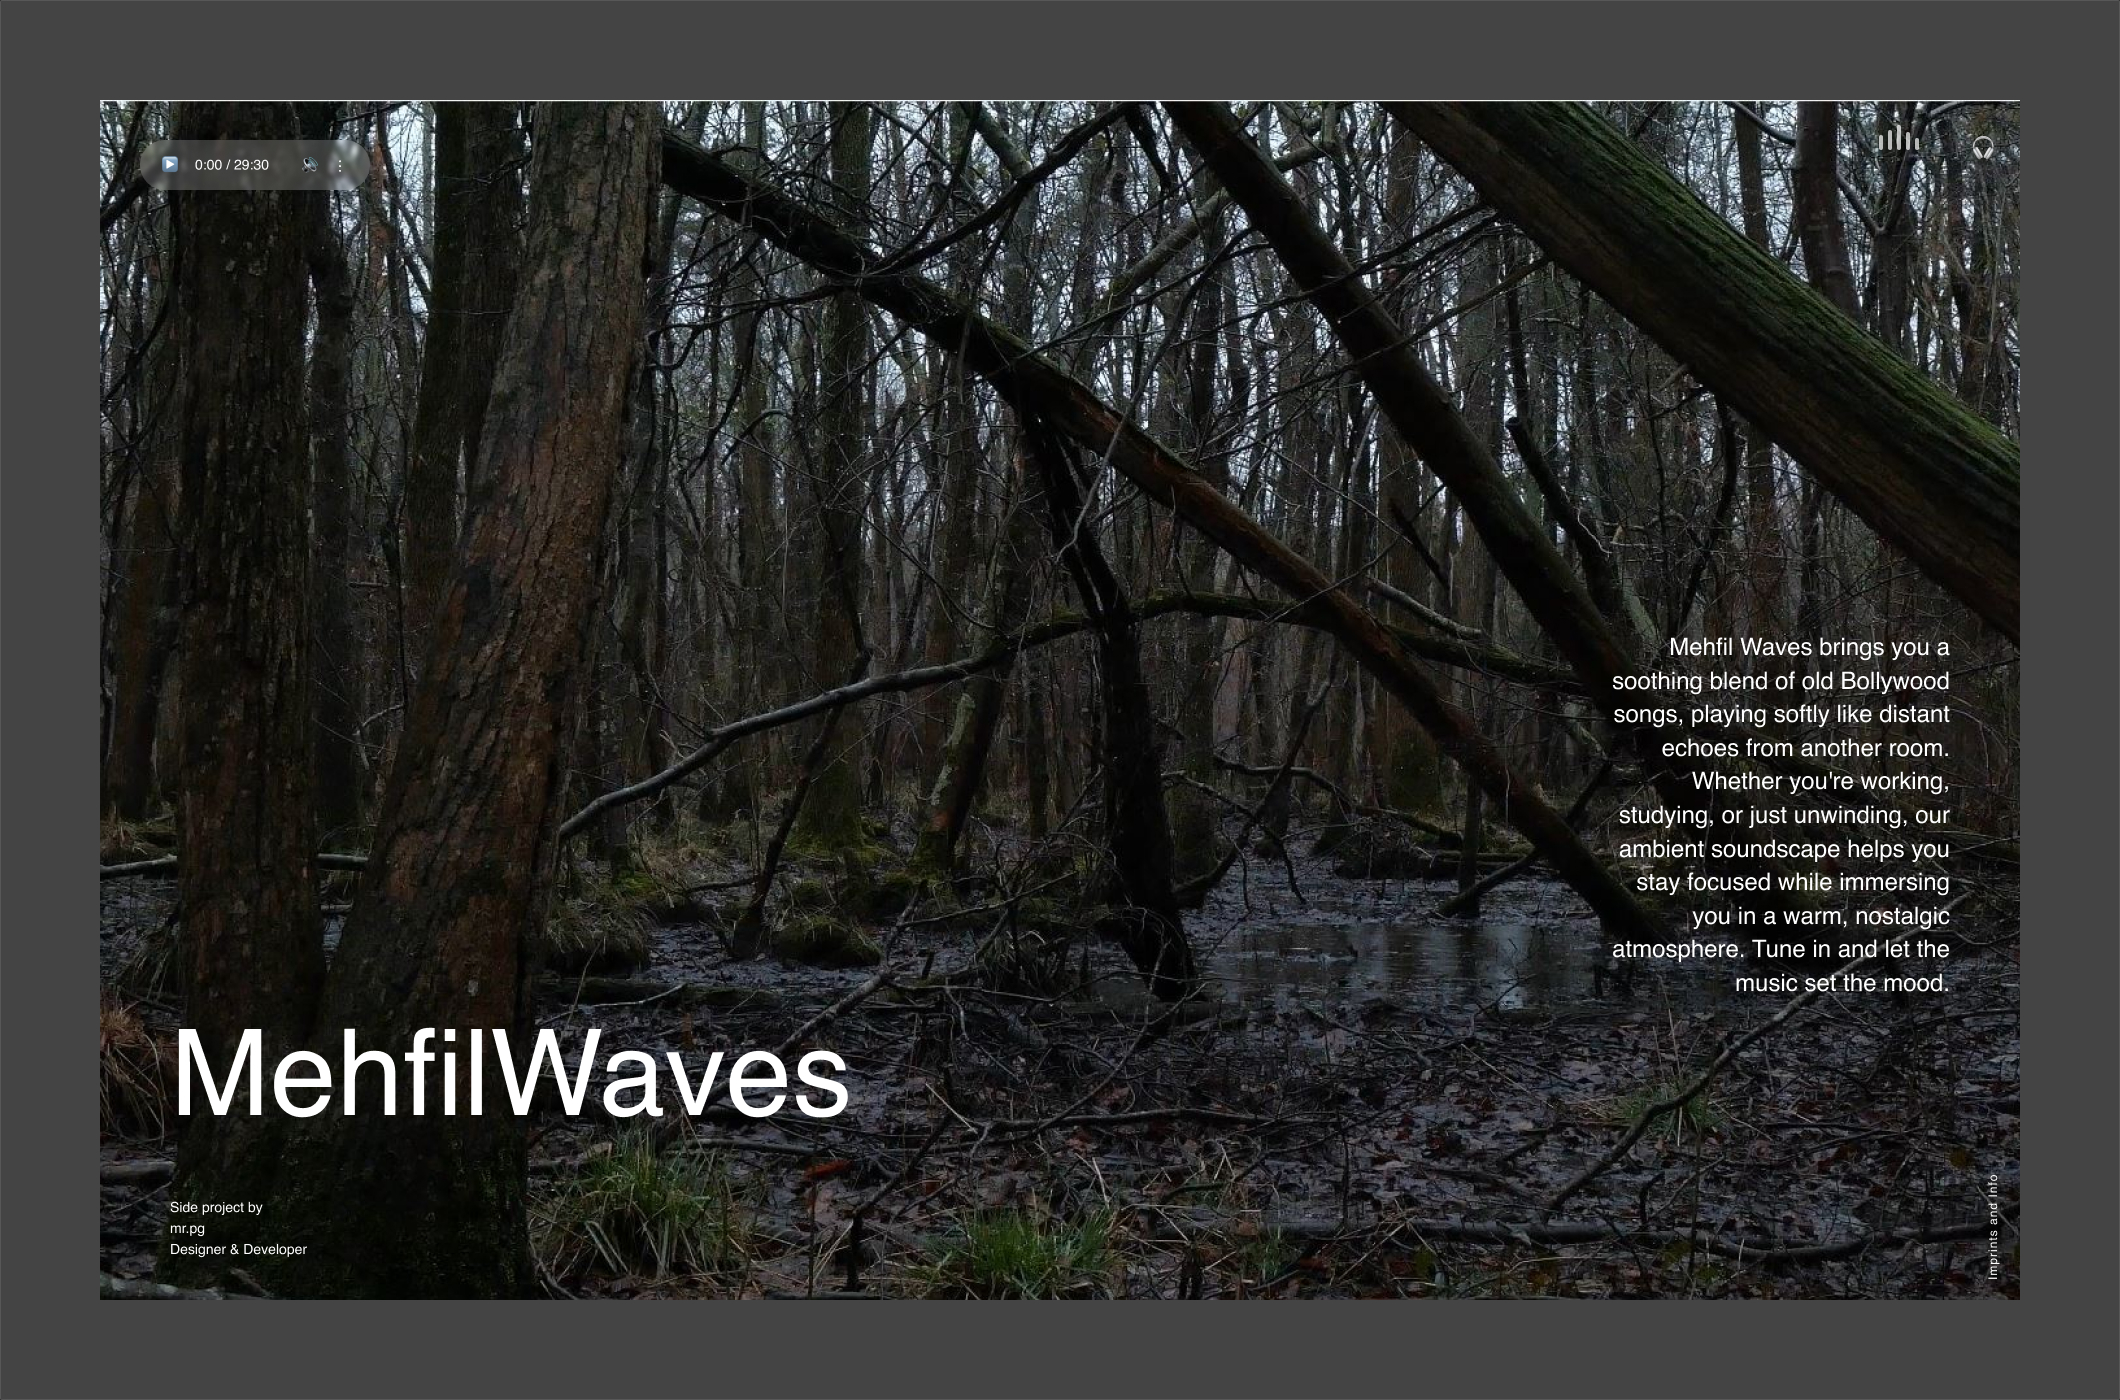 0:00 / 29:30
Mehfil Waves brings you a
soothing blend of old Bollywood
songs, playing softly like distant
echoes from another room.
Whether you're working,
studying, or just unwinding, our
ambient soundscape helps you
stay focused while immersing
you in a warm, nostalgic
atmosphere. Tune in and let the
music set the mood.
MehfilWaves
Side project by
mr.pg
Designer & Developer
Imprints and Info